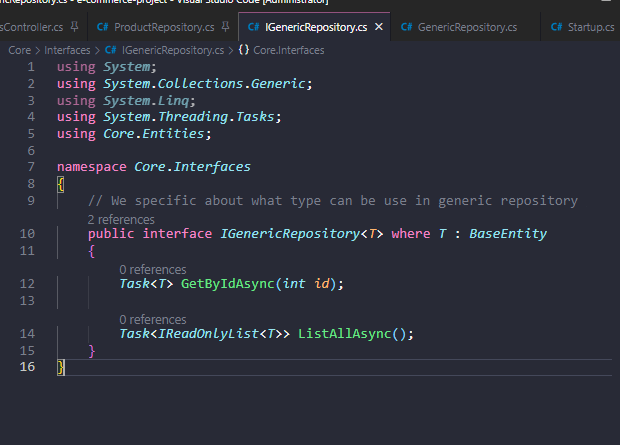 ricRepository.cs - e-commerce-project - Visual Studio Code [Administrator]
sController.cs C# ProductRepository.cs C# IGenericRepository.cs C# GenericRepository.cs C# Startup.cs
Core > Interfaces > C# IGenericRepository.cs > {} Core.Interfaces
1 using System;
2 using System.Collections.Generic;
3 using System.Linq;
4 using System.Threading.Tasks;
5 using Core.Entities;
6
7 namespace Core.Interfaces
8 {
9 // We specific about what type can be use in generic repository
2 references
10 public interface IGenericRepository<T> where T : BaseEntity
11 {
0 references
12 Task<T> GetByIdAsync(int id);
13
0 references
14 Task<IReadOnlyList<T>> ListAllAsync();
15 }
16 }